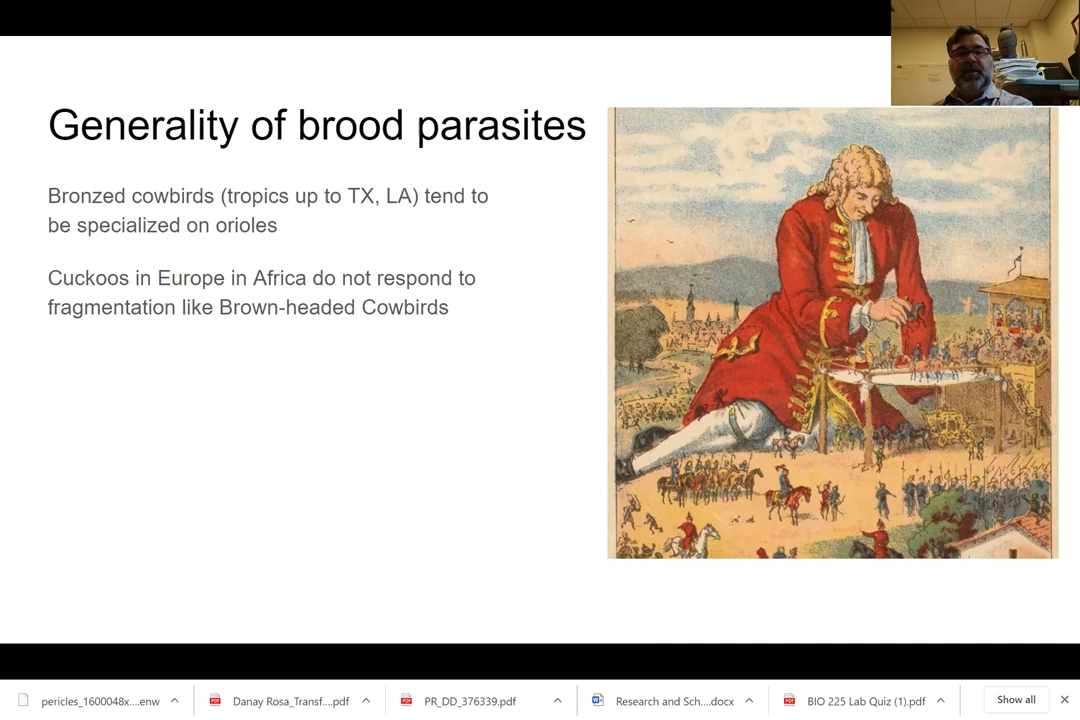 Generality of brood parasites
Bronzed cowbirds (tropics up to TX, LA) tend to
be specialized on orioles
Cuckoos in Europe in Africa do not respond to
fragmentation like Brown-headed Cowbirds
pericles_1600048x....enw
Danay Rosa_Transf....pdf
PR_DD_376339.pdf
Research and Sch....docx
BIO 225 Lab Quiz (1).pdf
Show all